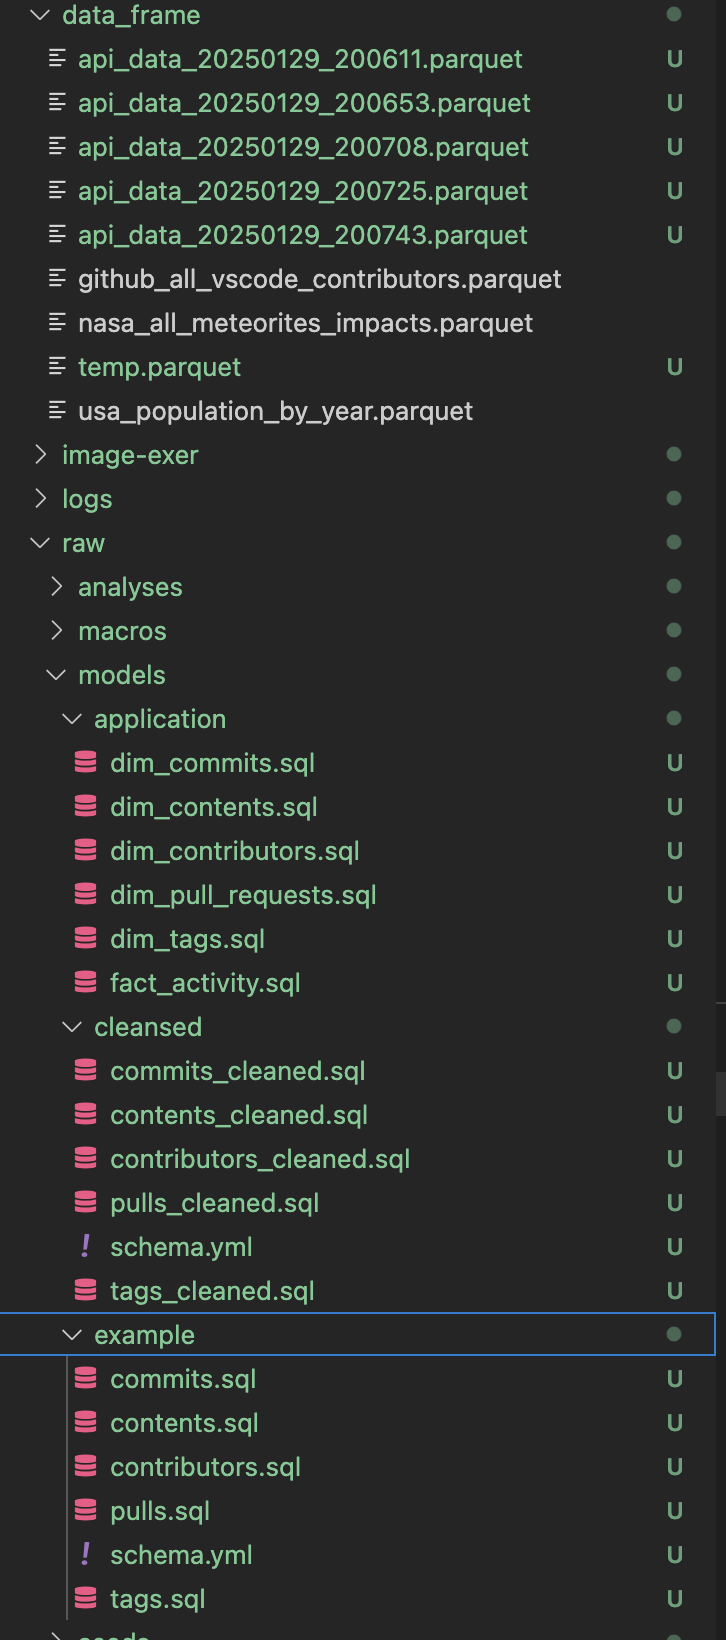 data_frame
api_data_20250129_200611.parquet U
api_data_20250129_200653.parquet U
api_data_20250129_200708.parquet U
api_data_20250129_200725.parquet U
api_data_20250129_200743.parquet U
github_all_vscode_contributors.parquet
nasa_all_meteorites_impacts.parquet
temp.parquet U
usa_population_by_year.parquet
image-exer
logs
raw
analyses
macros
models
application
dim_commits.sql U
dim_contents.sql U
dim_contributors.sql U
dim_pull_requests.sql U
dim_tags.sql U
fact_activity.sql U
cleansed
commits_cleaned.sql U
contents_cleaned.sql U
contributors_cleaned.sql U
pulls_cleaned.sql U
! schema.yml U
tags_cleaned.sql U
example
commits.sql U
contents.sql U
contributors.sql U
pulls.sql U
! schema.yml U
tags.sql U